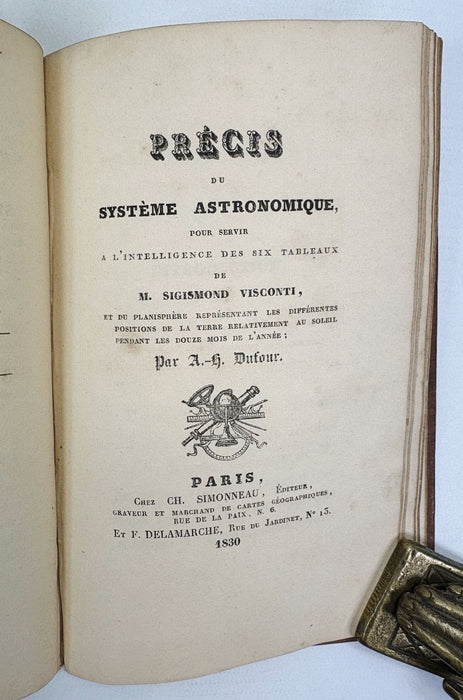 PRÉCIS
DU
SYSTÈME ASTRONOMIQUE,
POUR SERVIR
A L'INTELLIGENCE DES SIX TABLEAUX
DE
M. SIGISMOND VISCONTI,
ET DU PLANISPHÈRE REPRÉSENTANT LES DIFFÉRENTES
POSITIONS DE LA TERRE RELATIVEMENT AU SOLEIL
PENDANT LES DOUZE MOIS DE L'ANNÉE;
Par A.-H. Dufour.
PARIS,
CHEZ CH. SIMONNEAU, ÉDITEUR,
GRAVEUR ET MARCHAND DE CARTES GÉOGRAPHIQUES,
RUE DE LA PAIX, N. 6.
ET F. DELAMARCHE, RUE DU JARDINET, Nº 13.
1830